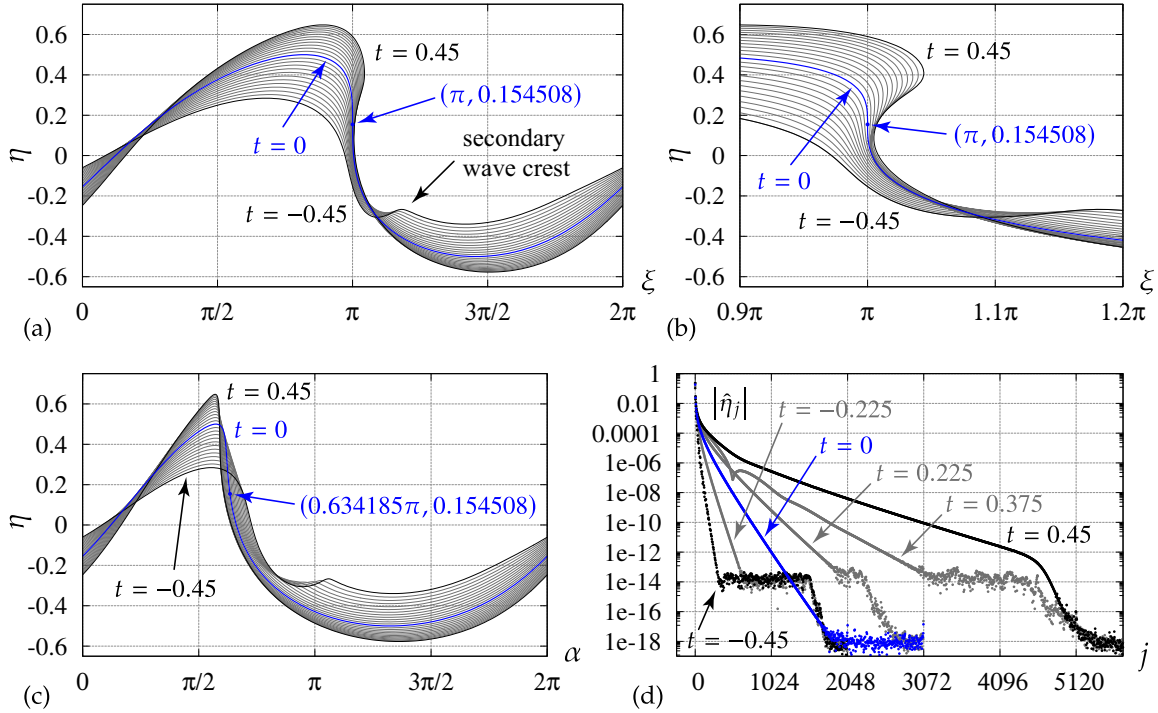 (a)
η
0.6
0.4
0.2
0
-0.2
-0.4
-0.6
0 π/2 π 3π/2 2π
ξ
t = 0.45
(π, 0.154508)
t = 0
secondary
wave crest
t = −0.45
(b)
η
0.6
0.4
0.2
0
-0.2
-0.4
-0.6
0.9π π 1.1π 1.2π
ξ
t = 0.45
(π, 0.154508)
t = 0
t = −0.45
(c)
η
0.6
0.4
0.2
0
-0.2
-0.4
-0.6
0 π/2 π 3π/2 2π
α
t = 0.45
t = 0
(0.634185π, 0.154508)
t = −0.45
(d)
1
0.01
0.0001
1e-06
1e-08
1e-10
1e-12
1e-14
1e-16
1e-18
0 1024 2048 3072 4096 5120
j
|η̂j|
t = −0.225
t = 0
t = 0.225
t = 0.375
t = 0.45
t = −0.45